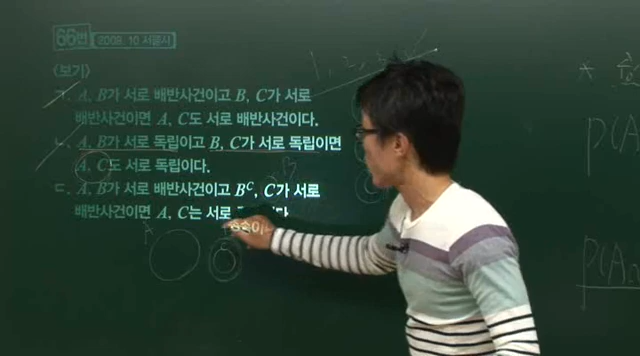 66번 2009. 10 서울시
<보기>
ㄱ. A, B가 서로 배반사건이고 B, C가 서로
배반사건이면 A, C도 서로 배반사건이다.
ㄴ. A, B가 서로 독립이고 B, C가 서로 독립이면
A, C도 서로 독립이다.
ㄷ. A, B가 서로 배반사건이고 Bᶜ, C가 서로
배반사건이면 A, C는 서로
P(A
P(A